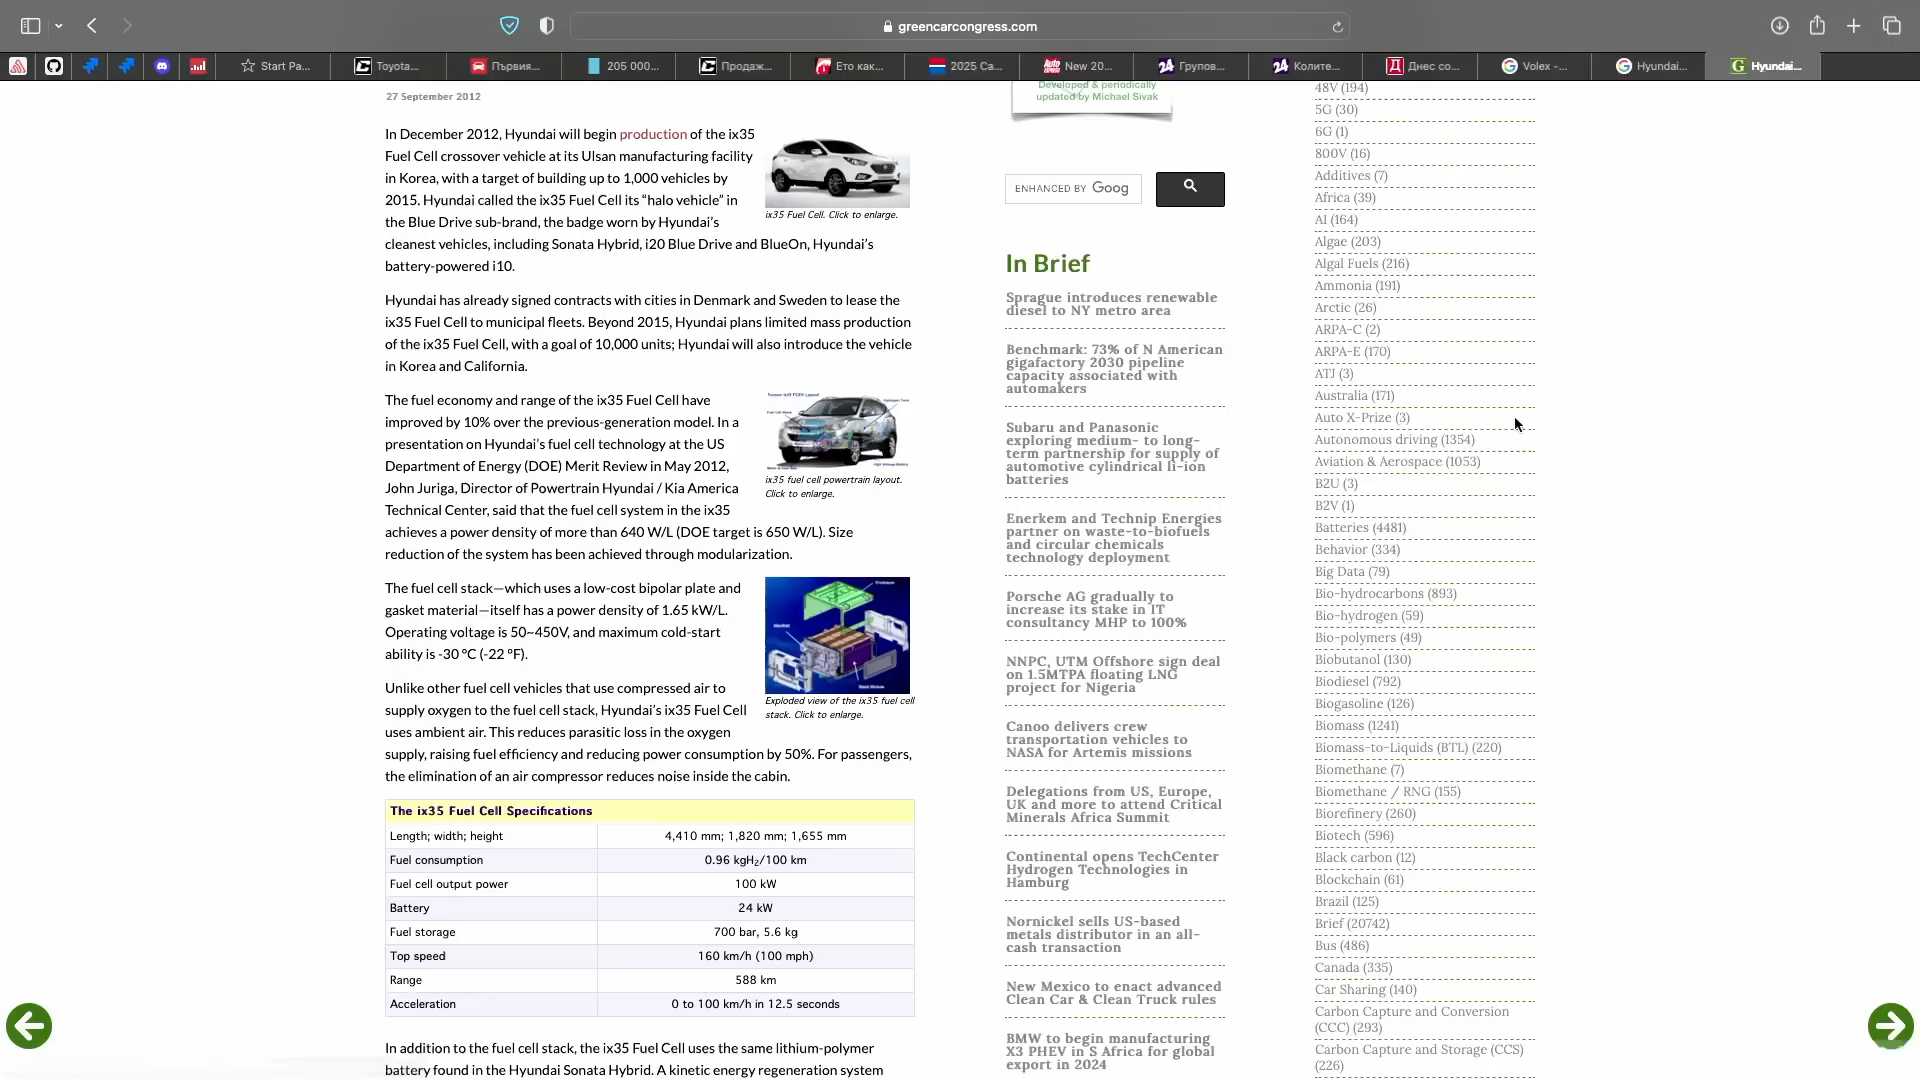 greencarcongress.com
Start Pa...
Toyota...
Първия...
205 000...
Продаж...
Ето как...
2025 Ca...
New 20...
Групов...
Колите...
Днес со...
Volex -...
Hyundai...
Hyundai...
27 September 2012
In December 2012, Hyundai will begin production of the ix35
Fuel Cell crossover vehicle at its Ulsan manufacturing facility
in Korea, with a target of building up to 1,000 vehicles by
2015. Hyundai called the ix35 Fuel Cell its “halo vehicle” in
the Blue Drive sub-brand, the badge worn by Hyundai’s
cleanest vehicles, including Sonata Hybrid, i20 Blue Drive and BlueOn, Hyundai’s
battery-powered i10.
ix35 Fuel Cell. Click to enlarge.
Hyundai has already signed contracts with cities in Denmark and Sweden to lease the
ix35 Fuel Cell to municipal fleets. Beyond 2015, Hyundai plans limited mass production
of the ix35 Fuel Cell, with a goal of 10,000 units; Hyundai will also introduce the vehicle
in Korea and California.
The fuel economy and range of the ix35 Fuel Cell have
improved by 10% over the previous-generation model. In a
presentation on Hyundai’s fuel cell technology at the US
Department of Energy (DOE) Merit Review in May 2012,
John Juriga, Director of Powertrain Hyundai / Kia America
Technical Center, said that the fuel cell system in the ix35
achieves a power density of more than 640 W/L (DOE target is 650 W/L). Size
reduction of the system has been achieved through modularization.
ix35 fuel cell powertrain layout.
Click to enlarge.
The fuel cell stack—which uses a low-cost bipolar plate and
gasket material—itself has a power density of 1.65 kW/L.
Operating voltage is 50~450V, and maximum cold-start
ability is -30 °C (-22 °F).
Exploded view of the ix35 fuel cell
stack. Click to enlarge.
Unlike other fuel cell vehicles that use compressed air to
supply oxygen to the fuel cell stack, Hyundai’s ix35 Fuel Cell
uses ambient air. This reduces parasitic loss in the oxygen
supply, raising fuel efficiency and reducing power consumption by 50%. For passengers,
the elimination of an air compressor reduces noise inside the cabin.
The ix35 Fuel Cell Specifications
Length; width; height 4,410 mm; 1,820 mm; 1,655 mm
Fuel consumption 0.96 kgH₂/100 km
Fuel cell output power 100 kW
Battery 24 kW
Fuel storage 700 bar, 5.6 kg
Top speed 160 km/h (100 mph)
Range 588 km
Acceleration 0 to 100 km/h in 12.5 seconds
In addition to the fuel cell stack, the ix35 Fuel Cell uses the same lithium-polymer
battery found in the Hyundai Sonata Hybrid. A kinetic energy regeneration system
Developed & periodically
updated by Michael Sivak
ENHANCED BY Goog
In Brief
Sprague introduces renewable
diesel to NY metro area
Benchmark: 73% of N American
gigafactory 2030 pipeline
capacity associated with
automakers
Subaru and Panasonic
exploring medium- to long-
term partnership for supply of
automotive cylindrical li-ion
batteries
Enerkem and Technip Energies
partner on waste-to-biofuels
and circular chemicals
technology deployment
Porsche AG gradually to
increase its stake in IT
consultancy MHP to 100%
NNPC, UTM Offshore sign deal
on 1.5MTPA floating LNG
project for Nigeria
Canoo delivers crew
transportation vehicles to
NASA for Artemis missions
Delegations from US, Europe,
UK and more to attend Critical
Minerals Africa Summit
Continental opens TechCenter
Hydrogen Technologies in
Hamburg
Nornickel sells US-based
metals distributor in an all-
cash transaction
New Mexico to enact advanced
Clean Car & Clean Truck rules
BMW to begin manufacturing
X3 PHEV in S Africa for global
export in 2024
48V (194)
5G (30)
6G (1)
800V (16)
Additives (7)
Africa (39)
AI (164)
Algae (203)
Algal Fuels (216)
Ammonia (191)
Arctic (26)
ARPA-C (2)
ARPA-E (170)
ATJ (3)
Australia (171)
Auto X-Prize (3)
Autonomous driving (1354)
Aviation & Aerospace (1053)
B2U (3)
B2V (1)
Batteries (4481)
Behavior (334)
Big Data (79)
Bio-hydrocarbons (893)
Bio-hydrogen (59)
Bio-polymers (49)
Biobutanol (130)
Biodiesel (792)
Biogasoline (126)
Biomass (1241)
Biomass-to-Liquids (BTL) (220)
Biomethane (7)
Biomethane / RNG (155)
Biorefinery (260)
Biotech (596)
Black carbon (12)
Blockchain (61)
Brazil (125)
Brief (20742)
Bus (486)
Canada (335)
Car Sharing (140)
Carbon Capture and Conversion
(CCC) (293)
Carbon Capture and Storage (CCS)
(226)